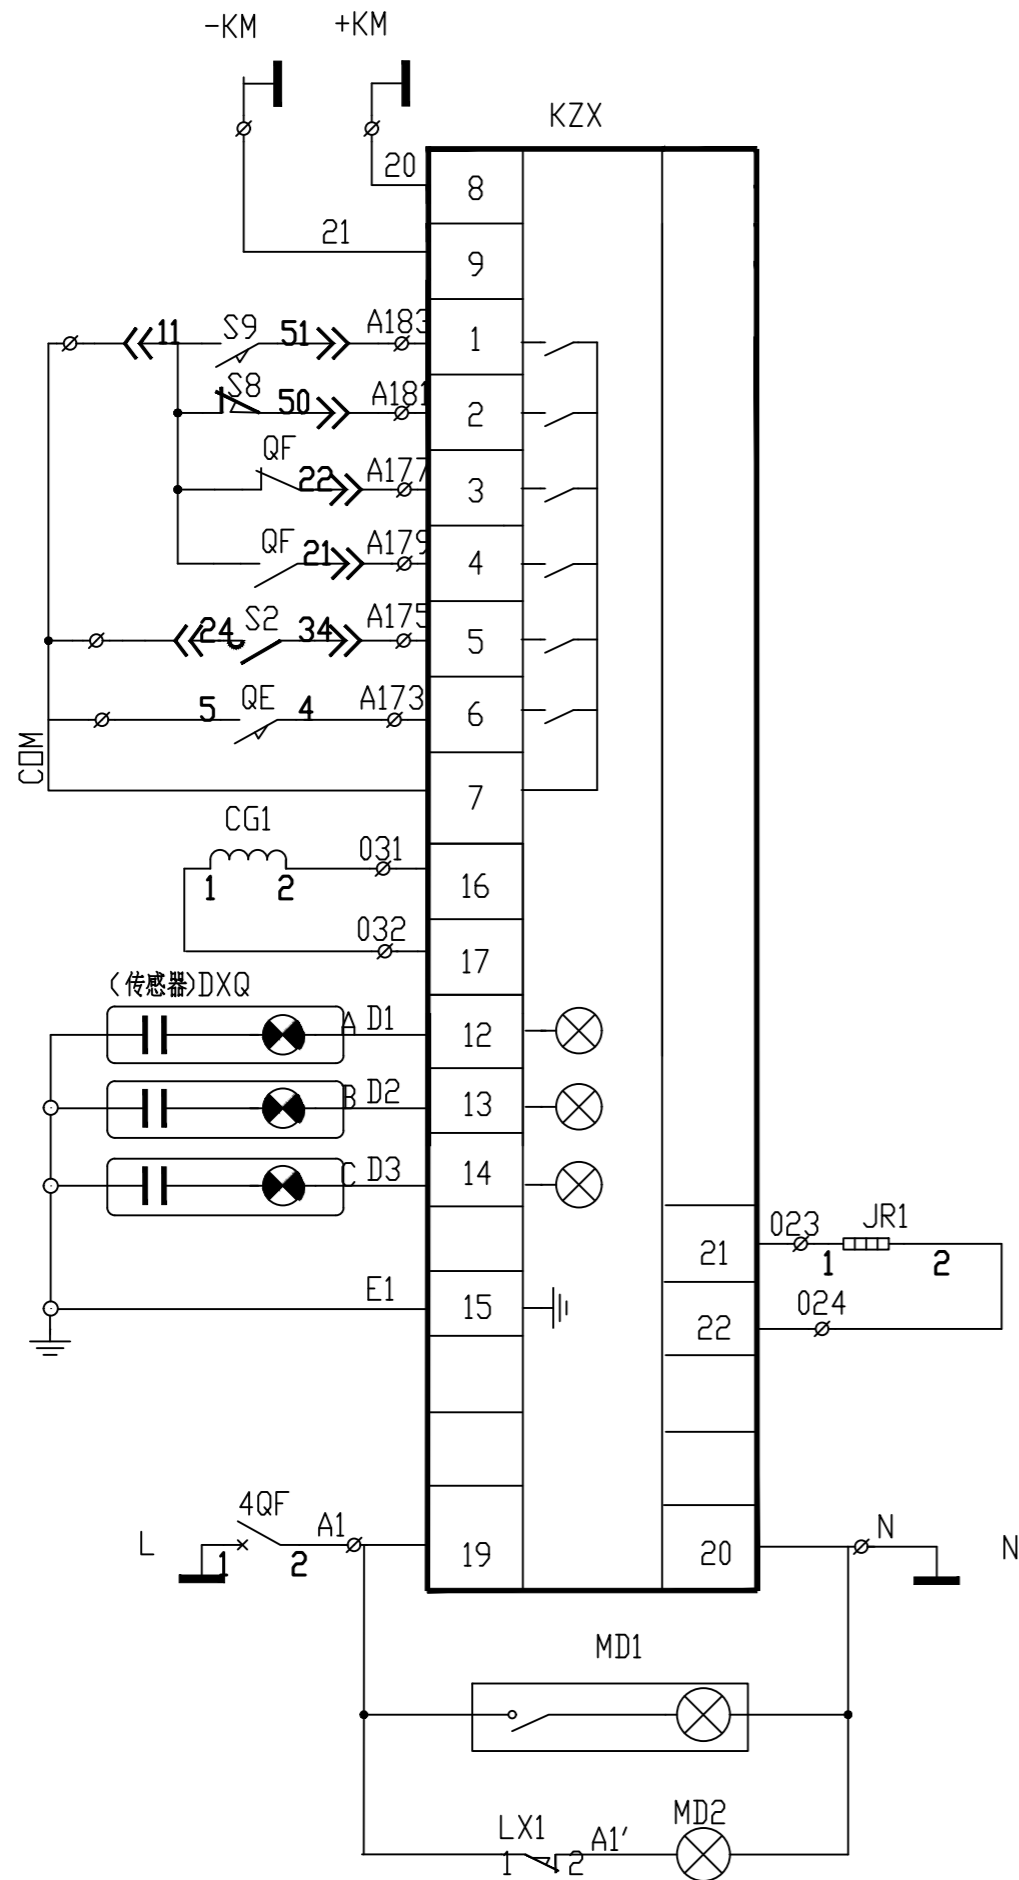 -KM +KM
KZX
20 8
21 9
11 S9 51 A183 1
S8 50 A181 2
QF 22 A177 3
QF 21 A179 4
24 S2 34 A175 5
5 QE 4 A173 6
COM 7
CG1
1 2 031 16
032 17
(传感器)DXQ
A D1 12
B D2 13
C D3 14
21 023 1 JR1 2
E1 15 22 024
L 1 4QF 2 A1 19 20 N N
MD1
LX1 1 2 A1' MD2